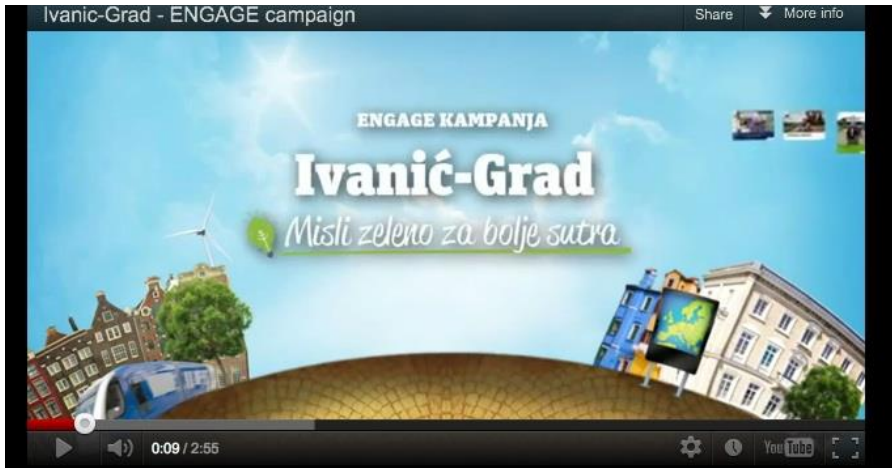 Ivanic-Grad - ENGAGE campaign
Share
More info
ENGAGE KAMPANJA
Ivanić-Grad
Misli zeleno za bolje sutra
0:09 / 2:55
YouTube